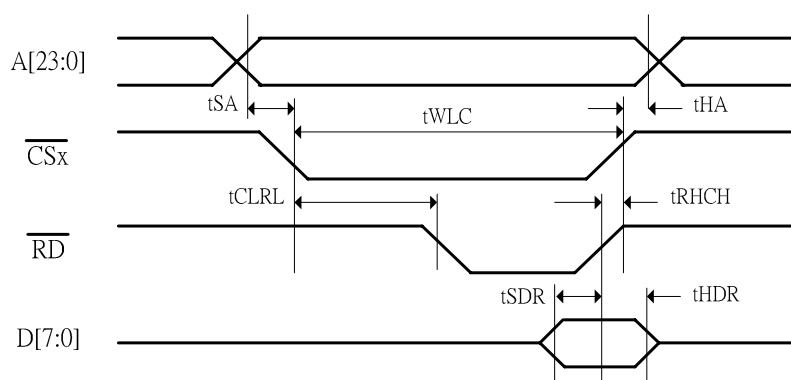 A[23:0]
tSA
tHA
tWLC
CSx
tCLRL
tRHCH
RD
tSDR
tHDR
D[7:0]